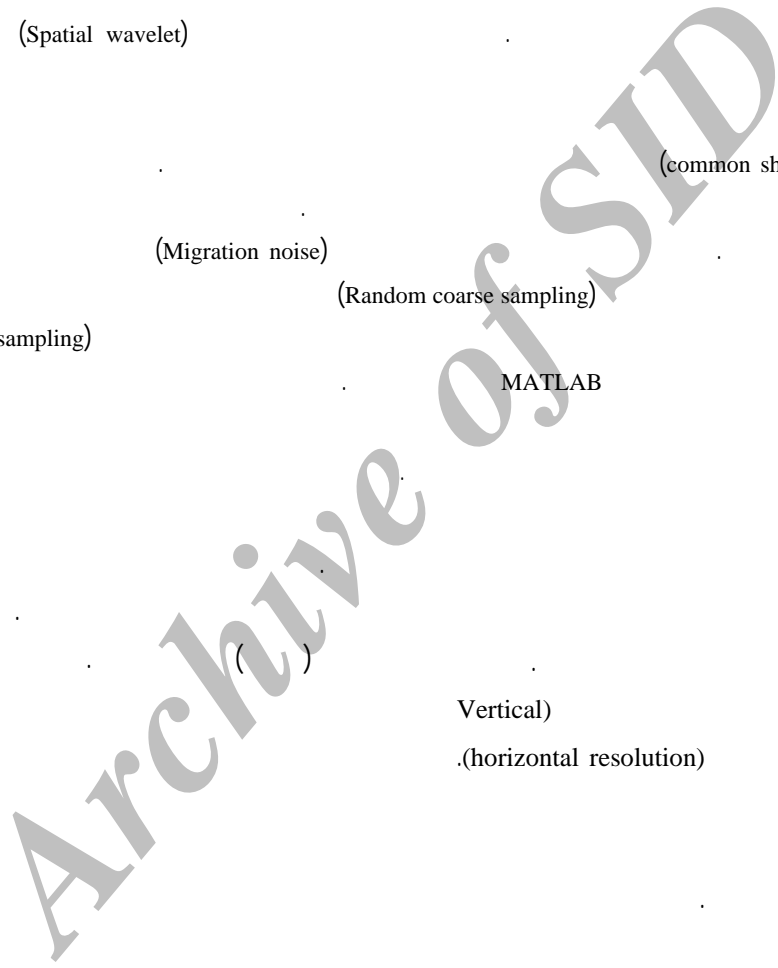 (Spatial wavelet) .
. (common sh
.
(Migration noise) .
(Random coarse sampling)
sampling)
. MATLAB
.
.
.
. ( ) .
Vertical)
.(horizontal resolution)
.
Archive of SID